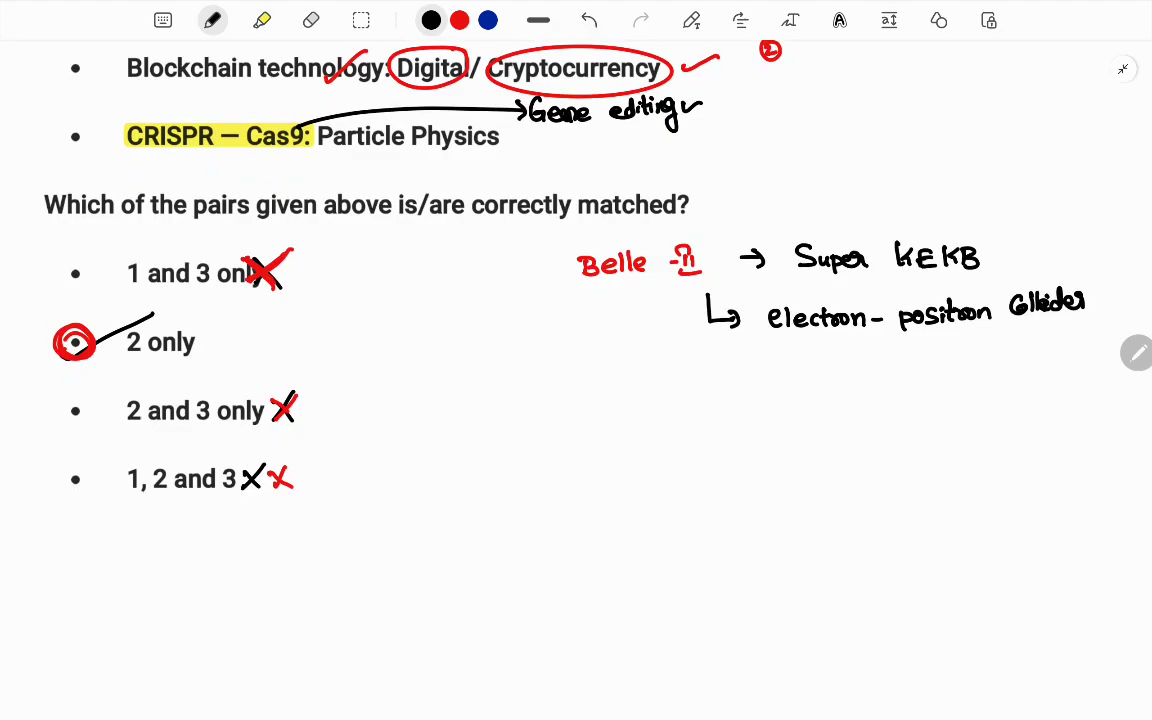 ②
Blockchain technology: Digital/ Cryptocurrency
Gene editing
CRISPR — Cas9: Particle Physics
Which of the pairs given above is/are correctly matched?
1 and 3 only
Belle -II → Super KEKB
electron - positron Collider
2 only
2 and 3 only
1, 2 and 3